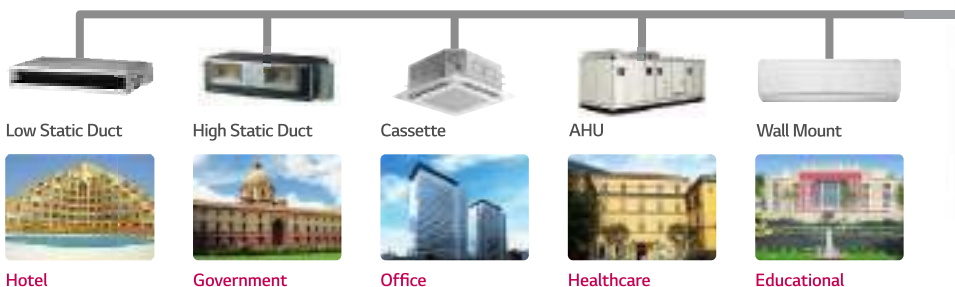 Low Static Duct
High Static Duct
Cassette
AHU
Wall Mount
Hotel
Government
Office
Healthcare
Educational